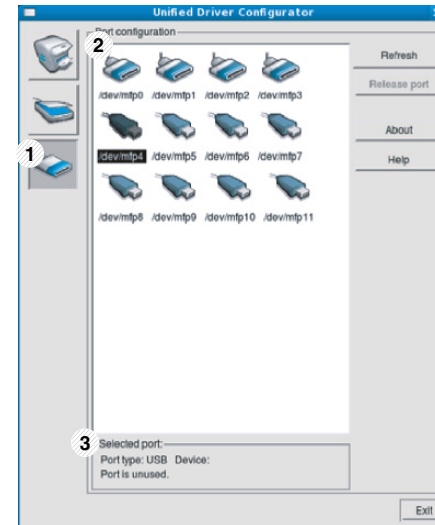 Unified Driver Configurator
Port configuration
2
/dev/mfp0 /dev/mfp1 /dev/mfp2 /dev/mfp3
/dev/mfp4 /dev/mfp5 /dev/mfp6 /dev/mfp7
/dev/mfp8 /dev/mfp9 /dev/mfp10 /dev/mfp11
Refresh
Release port
About
Help
1
3
Selected port:
Port type: USB Device:
Port is unused.
Exit